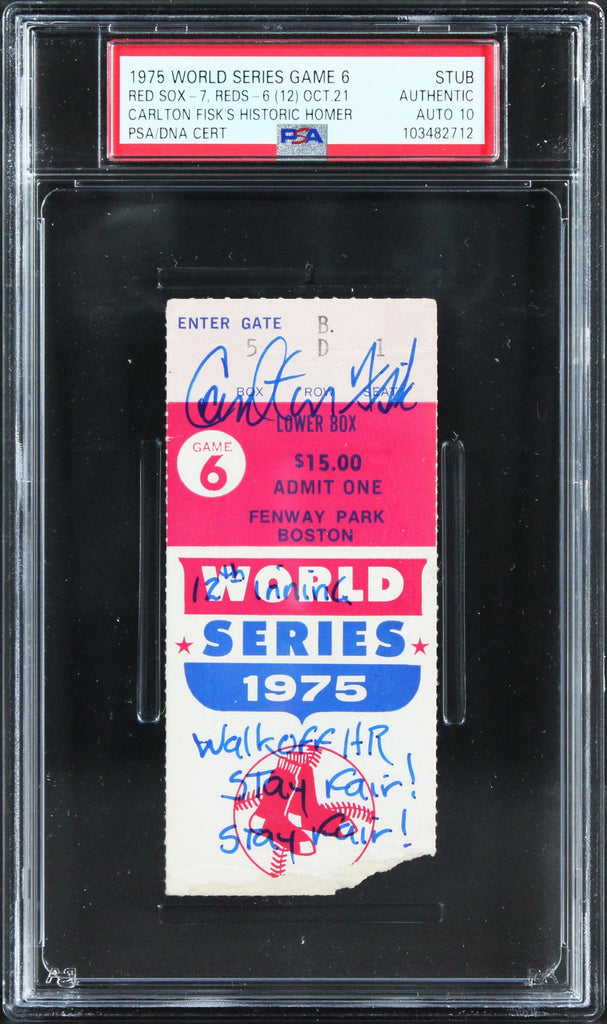 1975 WORLD SERIES GAME 6 STUB
RED SOX-7, REDS-6 (12) OCT.21 AUTHENTIC
CARLTON FISK'S HISTORIC HOMER AUTO 10
PSA/DNA CERT PSA 103482712
ENTER GATE B.
5 D 1
BOX ROW SEAT
Carlton Fisk
LOWER BOX
GAME
6
$15.00
ADMIT ONE
FENWAY PARK
BOSTON
WORLD
12th inning
SERIES
1975
Walkoff HR
Stay Fair!
Stay Fair!